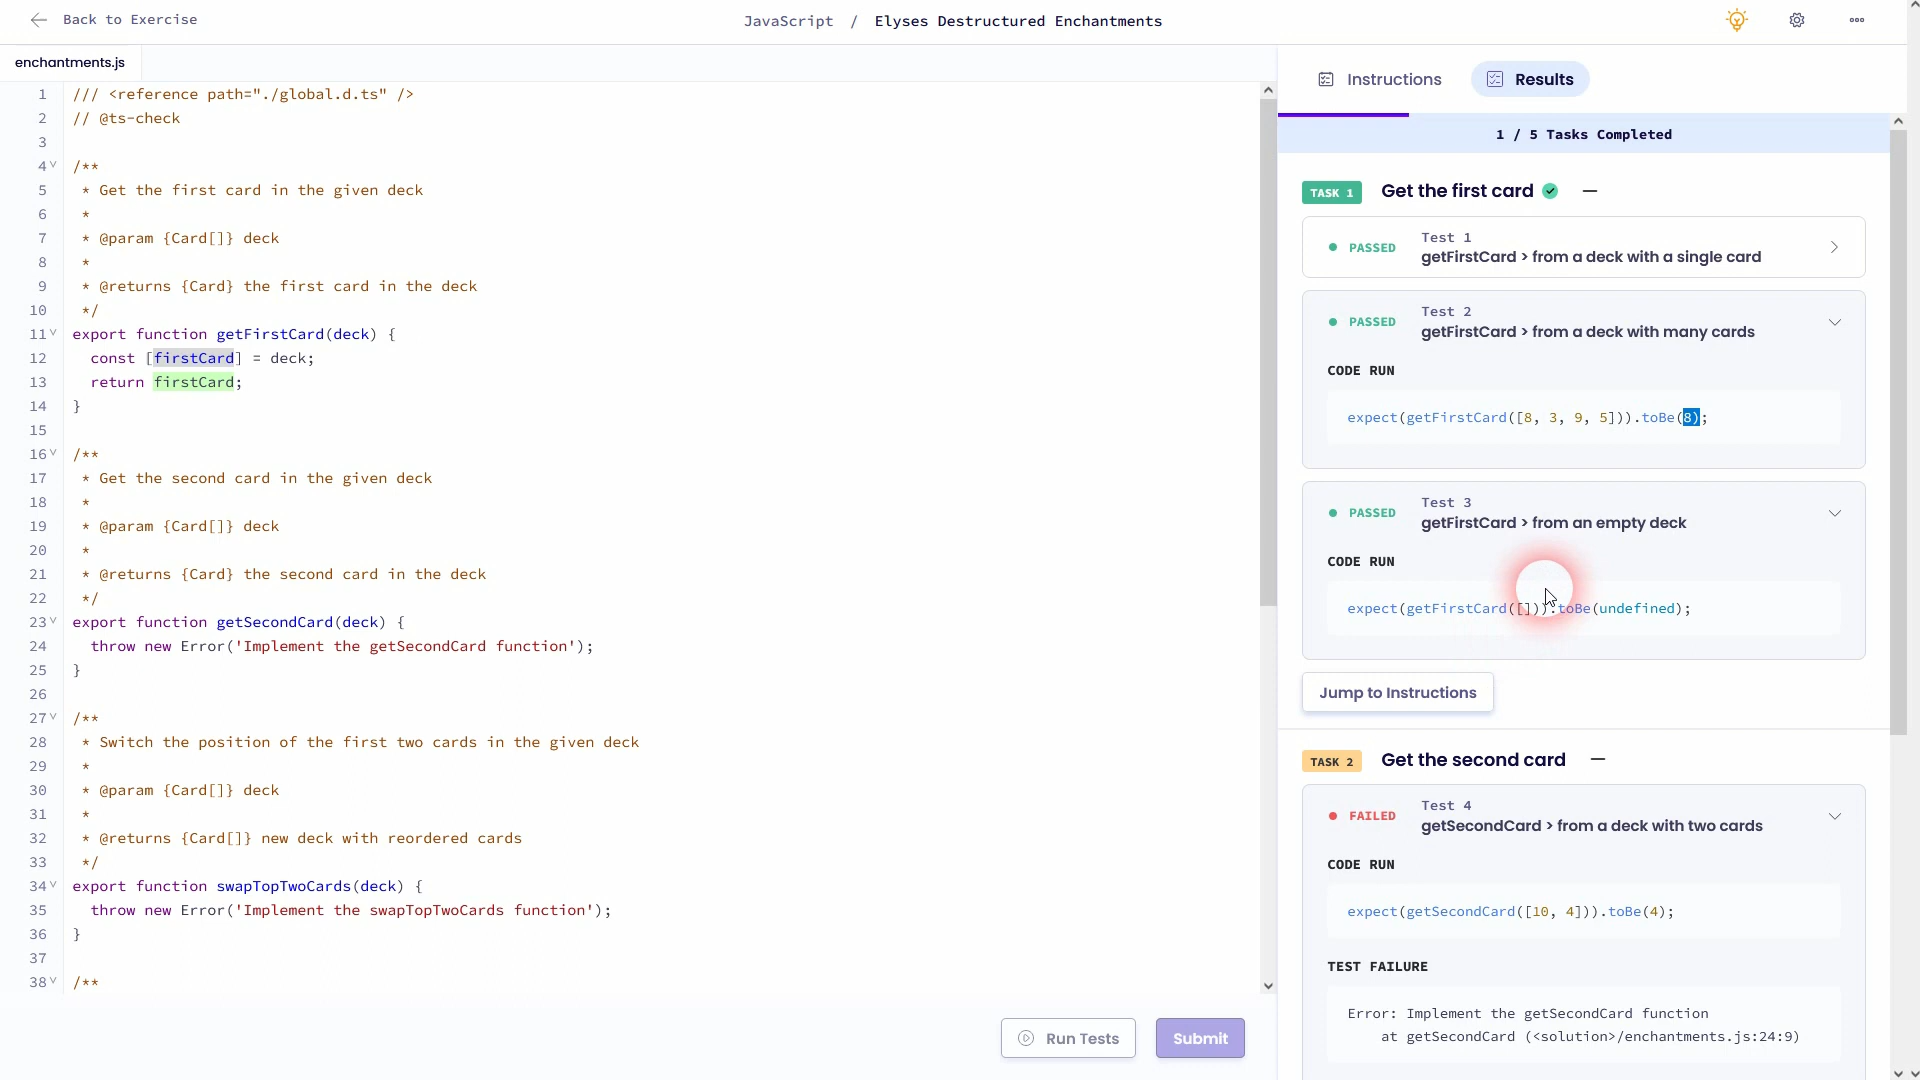 Back to Exercise
JavaScript / Elyses Destructured Enchantments
enchantments.js
1 /// <reference path="./global.d.ts" />
2 // @ts-check
3
4 /**
5 * Get the first card in the given deck
6 *
7 * @param {Card[]} deck
8 *
9 * @returns {Card} the first card in the deck
10 */
11 export function getFirstCard(deck) {
12 const [firstCard] = deck;
13 return firstCard;
14 }
15
16 /**
17 * Get the second card in the given deck
18 *
19 * @param {Card[]} deck
20 *
21 * @returns {Card} the second card in the deck
22 */
23 export function getSecondCard(deck) {
24 throw new Error('Implement the getSecondCard function');
25 }
26
27 /**
28 * Switch the position of the first two cards in the given deck
29 *
30 * @param {Card[]} deck
31 *
32 * @returns {Card[]} new deck with reordered cards
33 */
34 export function swapTopTwoCards(deck) {
35 throw new Error('Implement the swapTopTwoCards function');
36 }
37
38 /**
Run Tests
Submit
Instructions
Results
1 / 5 Tasks Completed
TASK 1 Get the first card
Test 1
PASSED
getFirstCard > from a deck with a single card
Test 2
PASSED
getFirstCard > from a deck with many cards
CODE RUN
expect(getFirstCard([8, 3, 9, 5])).toBe(8);
Test 3
PASSED
getFirstCard > from an empty deck
CODE RUN
expect(getFirstCard([])).toBe(undefined);
Jump to Instructions
TASK 2 Get the second card
Test 4
FAILED
getSecondCard > from a deck with two cards
CODE RUN
expect(getSecondCard([10, 4])).toBe(4);
TEST FAILURE
Error: Implement the getSecondCard function
at getSecondCard (<solution>/enchantments.js:24:9)